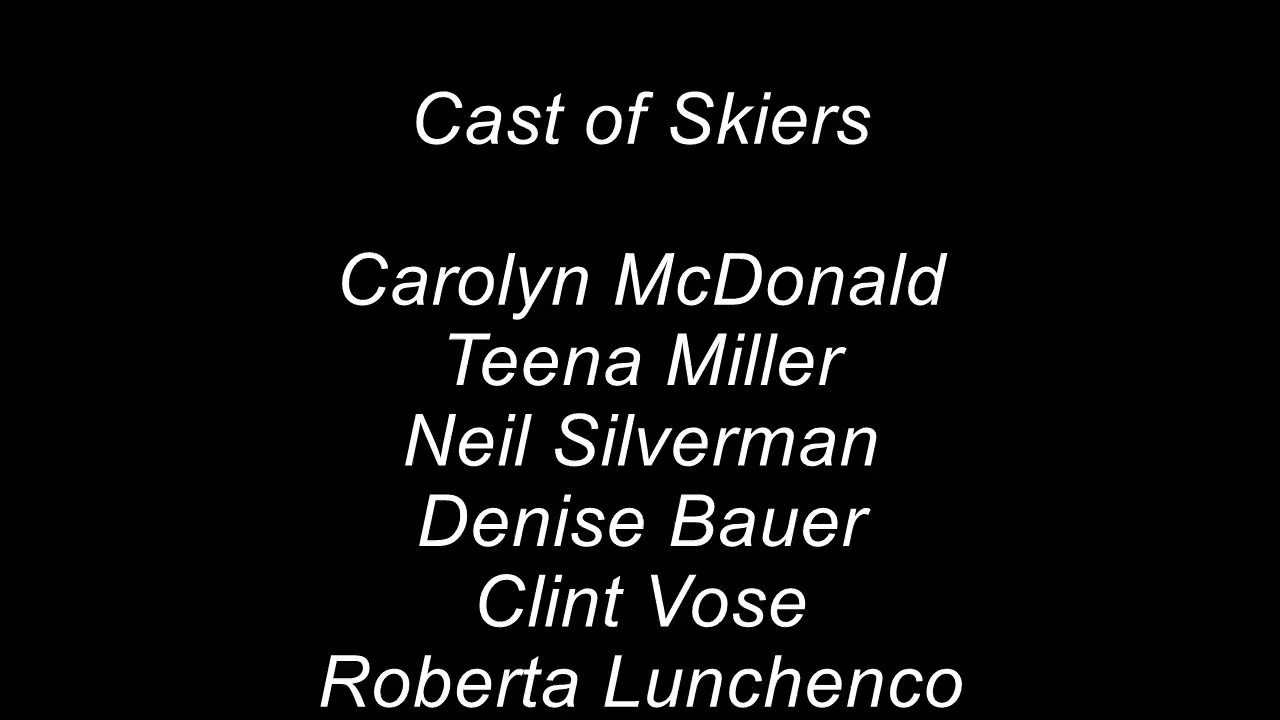 Cast of Skiers
Carolyn McDonald
Teena Miller
Neil Silverman
Denise Bauer
Clint Vose
Roberta Lunchenco